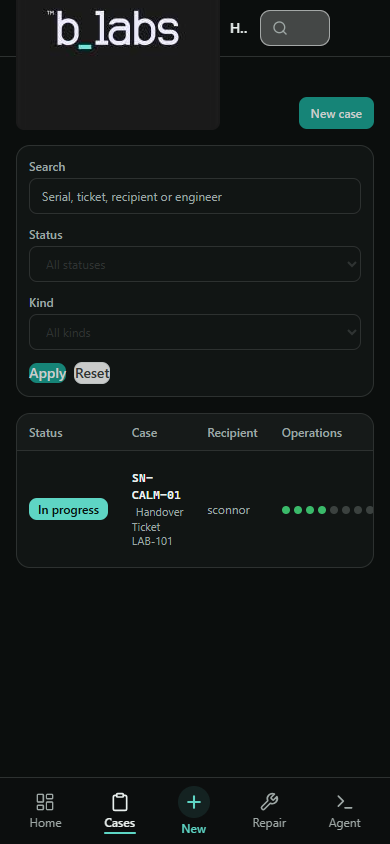 ™b_labs
H..
New case
Search
Serial, ticket, recipient or engineer
Status
All statuses
Kind
All kinds
Apply Reset
Status Case Recipient Operations
In progress
SN-
CALM-01
Handover
Ticket
LAB-101
sconnor
Home Cases New Repair Agent